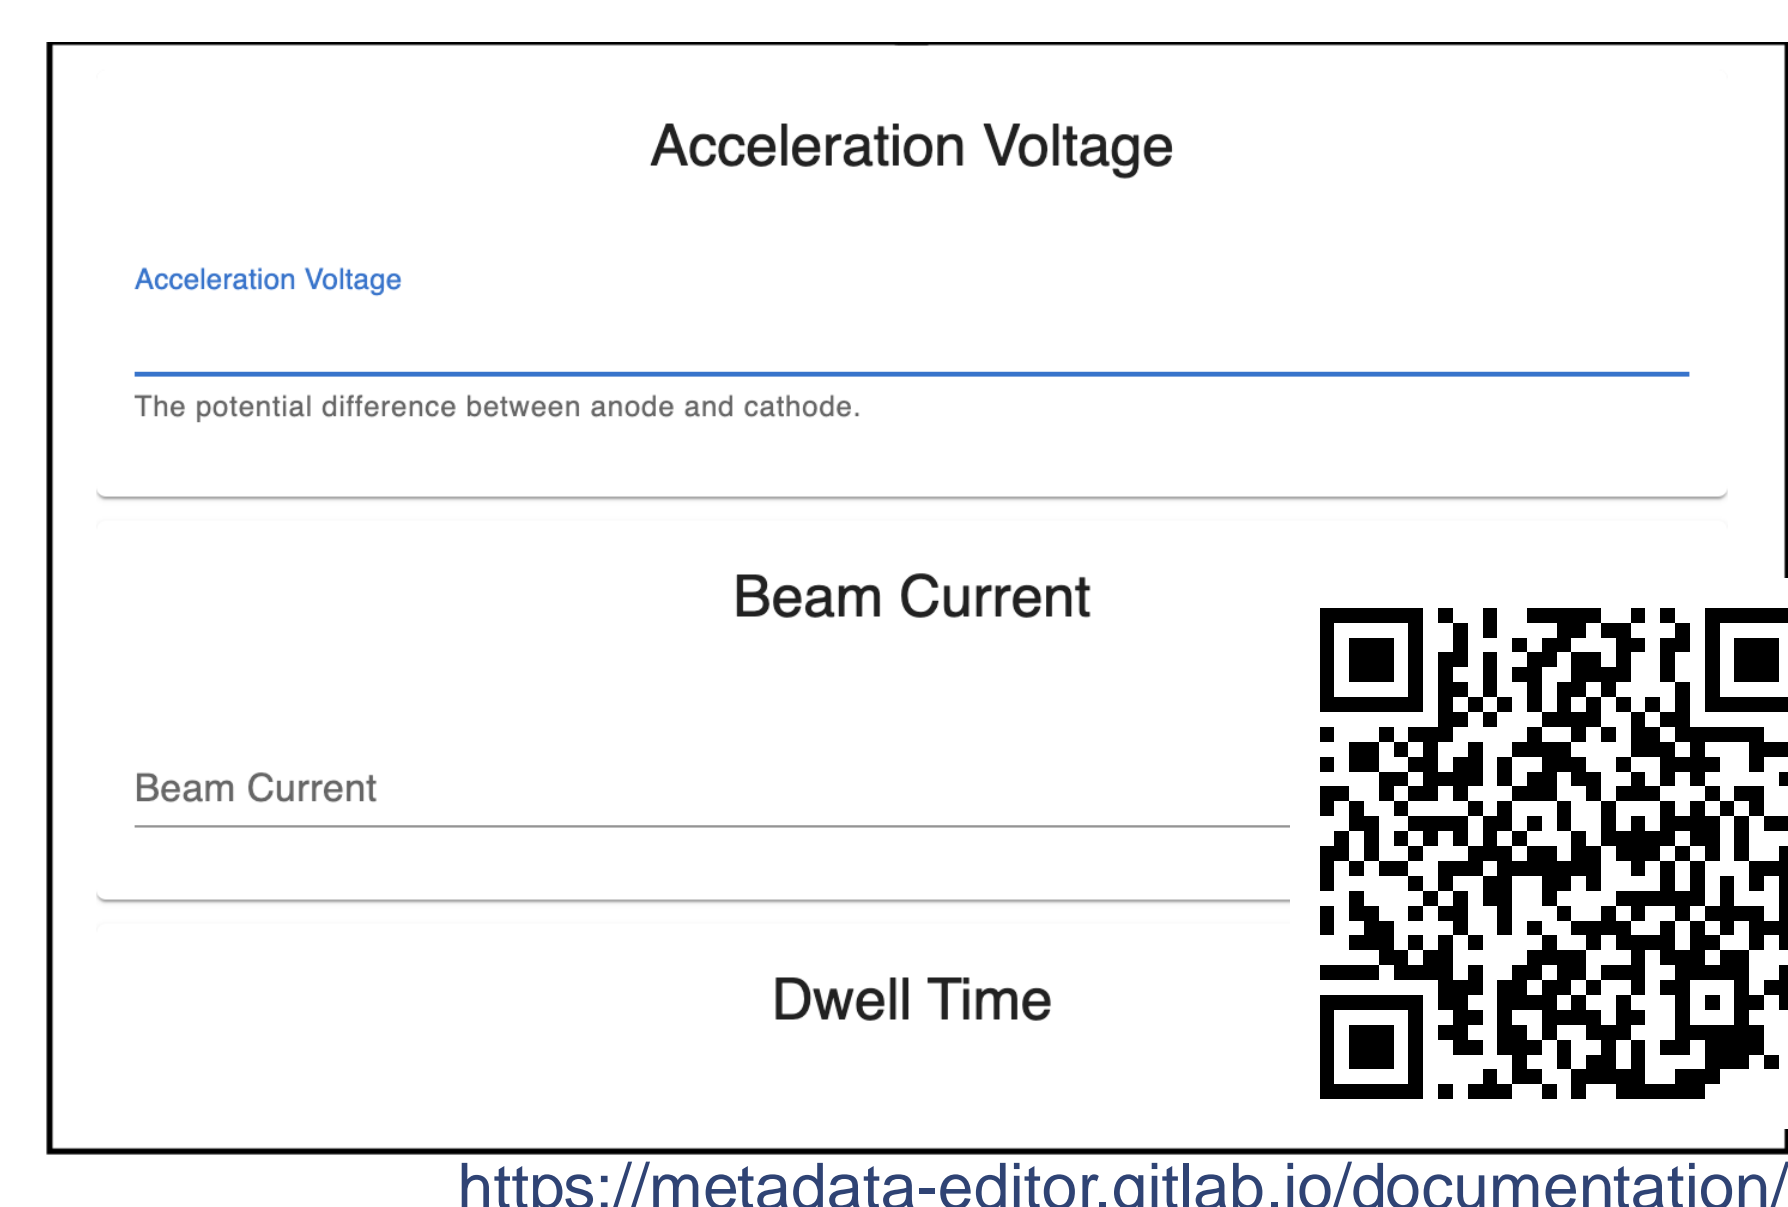 Acceleration Voltage
Acceleration Voltage
The potential difference between anode and cathode.
Beam Current
Beam Current
Dwell Time
https://metadata-editor.gitlab.io/documentation/